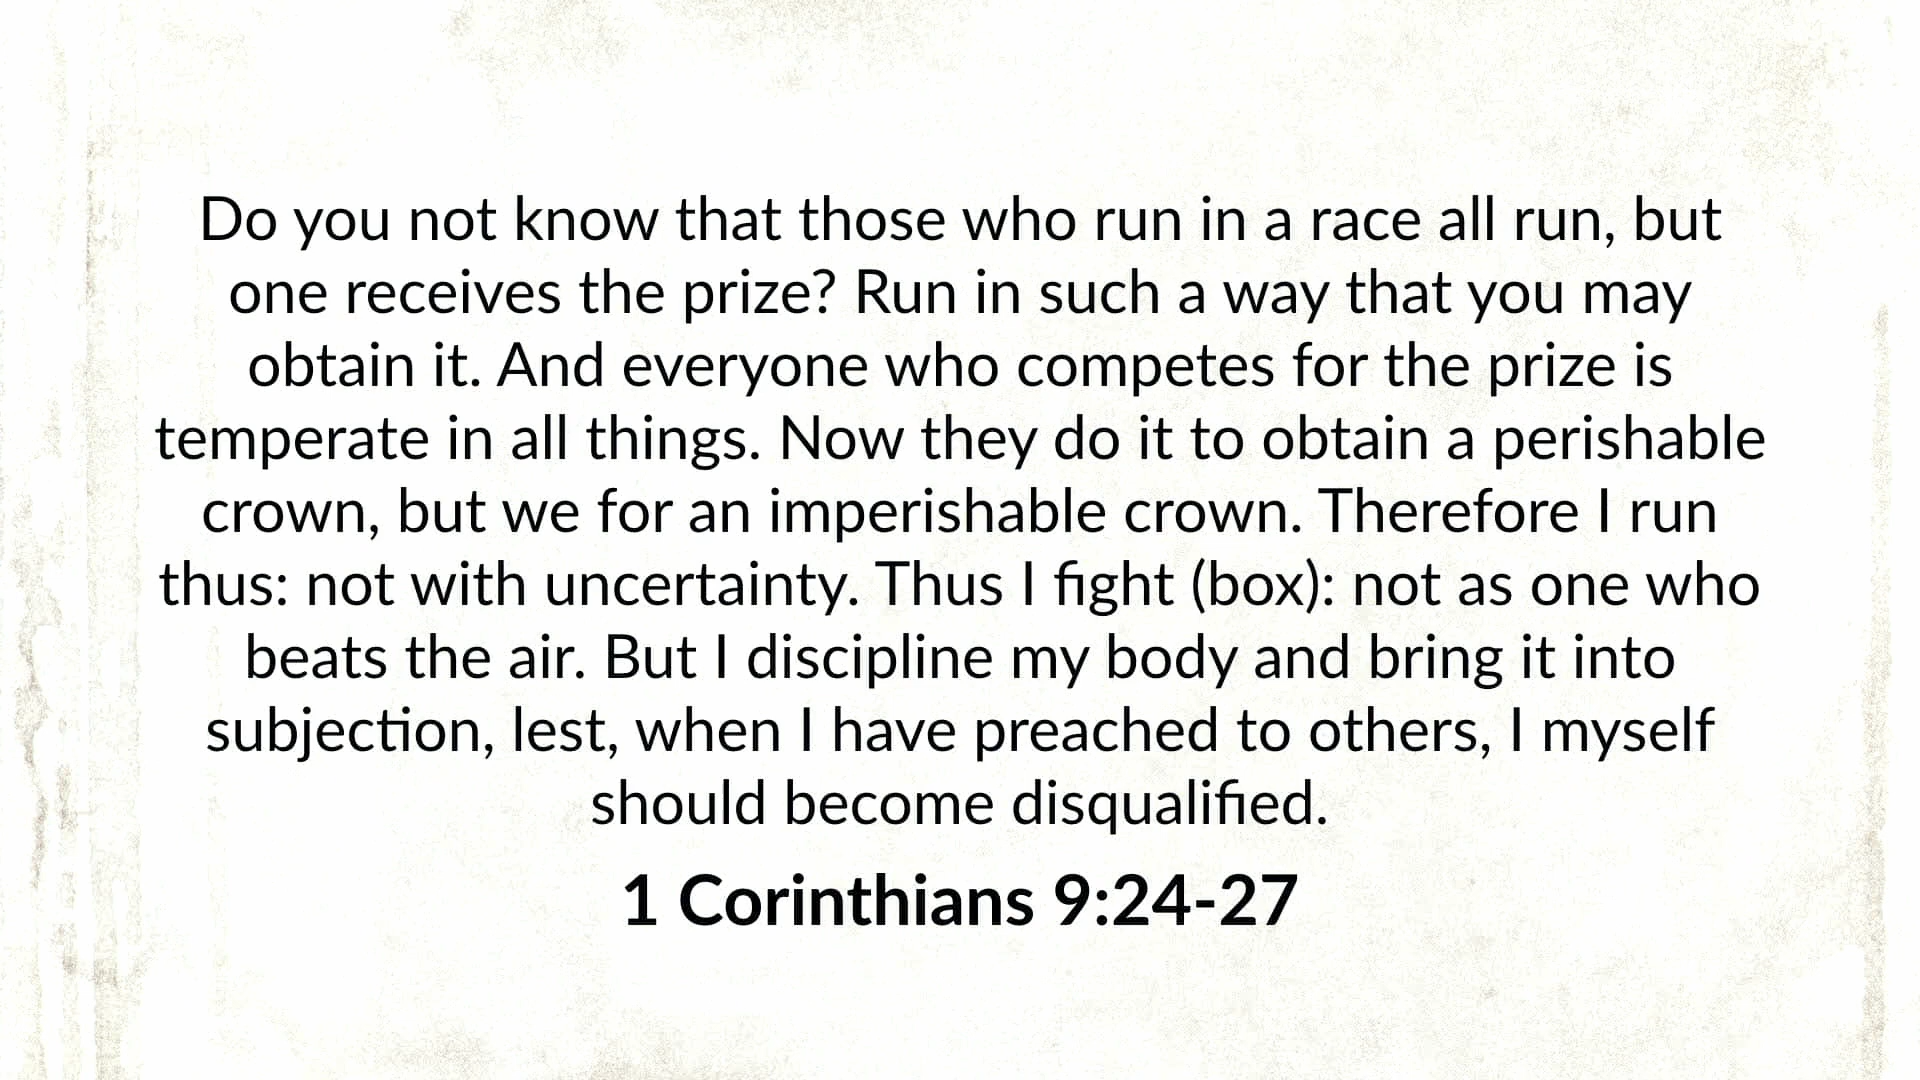 Do you not know that those who run in a race all run, but
one receives the prize? Run in such a way that you may
obtain it. And everyone who competes for the prize is
temperate in all things. Now they do it to obtain a perishable
crown, but we for an imperishable crown. Therefore I run
thus: not with uncertainty. Thus I fight (box): not as one who
beats the air. But I discipline my body and bring it into
subjection, lest, when I have preached to others, I myself
should become disqualified.
1 Corinthians 9:24-27